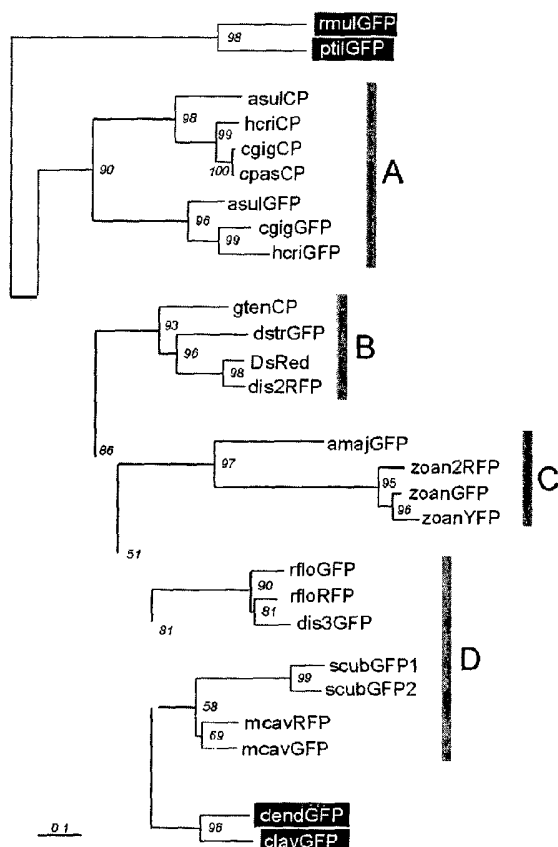 rmulGFP
98
ptilGFP
asulCP
98
hcriCP
99
cgigCP
90
100
cpasCP
A
asulGFP
96
cgigGFP
99
hcriGFP
gtenCP
93
dstrGFP
B
96
DsRed
98
dis2RFP
amajGFP
86
97
zoan2RFP
95
C
zoanGFP
96
zoanYFP
51
rfloGFP
90
rfloRFP
81
81
dis3GFP
D
scubGFP1
99
scubGFP2
58
mcavRFP
69
mcavGFP
dendGFP
0.1
96
clavGFP